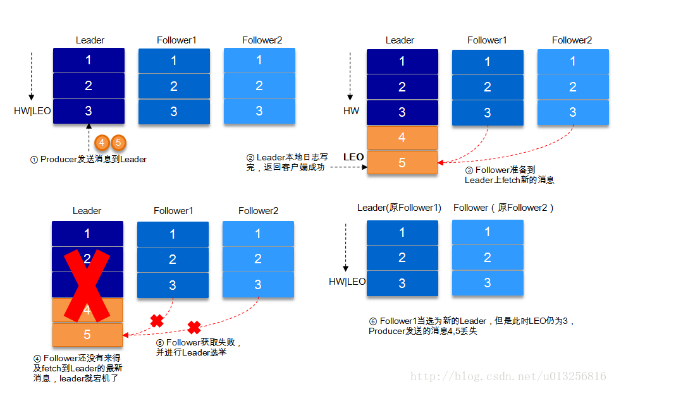 Leader Follower1 Follower2
1 1 1
2 2 2
3 3 3
HW|LEO
4 5
① Producer发送消息到Leader
Leader Follower1 Follower2
1 1 1
2 2 2
3 3 3
HW
4
5
LEO
② Leader本地日志写
完，返回客户端成功
③ Follower准备到
Leader上fetch新的消息
Leader Follower1 Follower2
1 1 1
2 2 2
3 3 3
4
5
④ Follower还没有来得
及fetch到Leader的最新
消息，leader就宕机了
⑤ Follower获取失败，
并进行Leader选举
Leader(原Follower1) Follower（原Follower2）
1 1
2 2
3 3
HW|LEO
⑥ Follower1当选为新的Leader，但是此时LEO仍为3，
Producer发送的消息4,5丢失
http://blog.csdn.net/u013256816